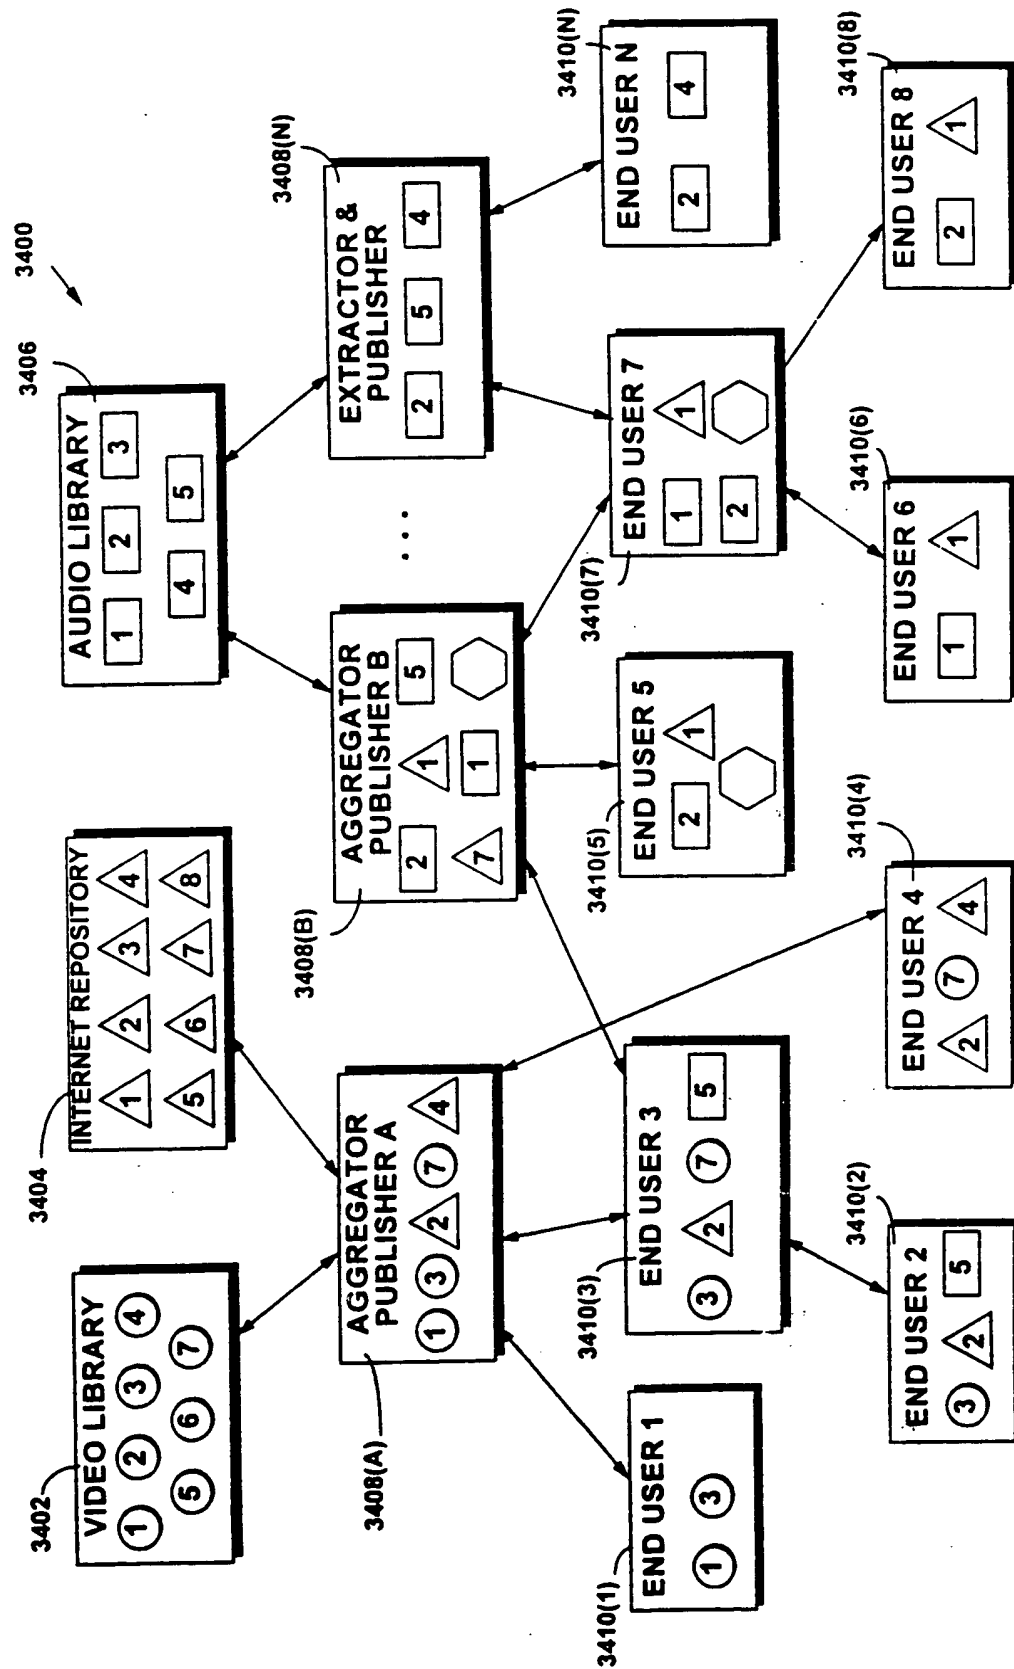 3400
3402
VIDEO LIBRARY
1 2 3 4
5 6 7
3404
INTERNET REPOSITORY
1 2 3 4
5 6 7 8
3406
AUDIO LIBRARY
1 2 3
4 5
3408(A)
AGGREGATOR
PUBLISHER A
1 3 2 7 4
3408(B)
AGGREGATOR
PUBLISHER B
2 1 5
7 1
...
3408(N)
EXTRACTOR &
PUBLISHER
2 5 4
3410(1)
END USER 1
1 3
3410(3)
END USER 3
3 2 7 5
3410(5)
END USER 5
2 1
3410(7)
END USER 7
1 1
2
3410(N)
END USER N
2 4
3410(2)
END USER 2
3 2 5
3410(4)
END USER 4
2 7 4
3410(6)
END USER 6
1 1
3410(8)
END USER 8
2 1